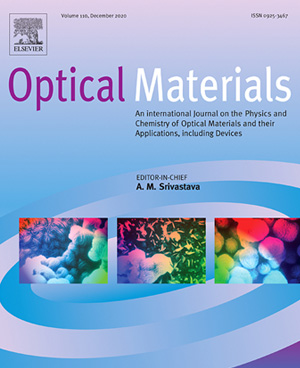 ELSEVIER
Volume 110, December 2020
ISSN 0925-3467
Optical Materials
An international Journal on the Physics and
Chemistry of Optical Materials and their
Applications, including Devices
EDITOR-IN-CHIEF
A. M. Srivastava